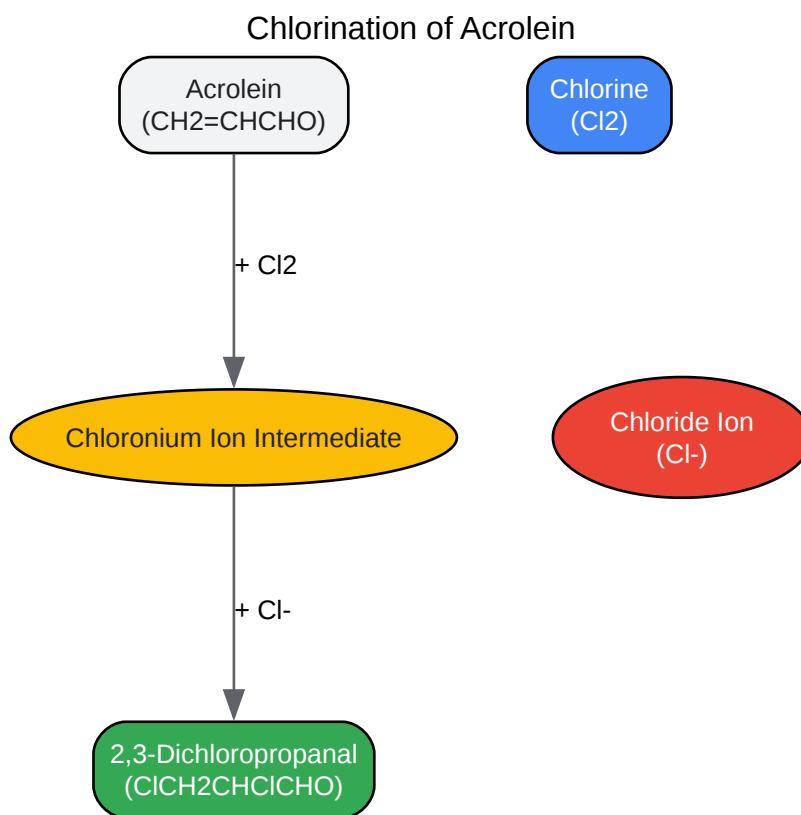 Chlorination of Acrolein
Acrolein
(CH2=CHCHO)
Chlorine
(Cl2)
+ Cl2
Chloronium Ion Intermediate
Chloride Ion
(Cl-)
+ Cl-
2,3-Dichloropropanal
(ClCH2CHClCHO)